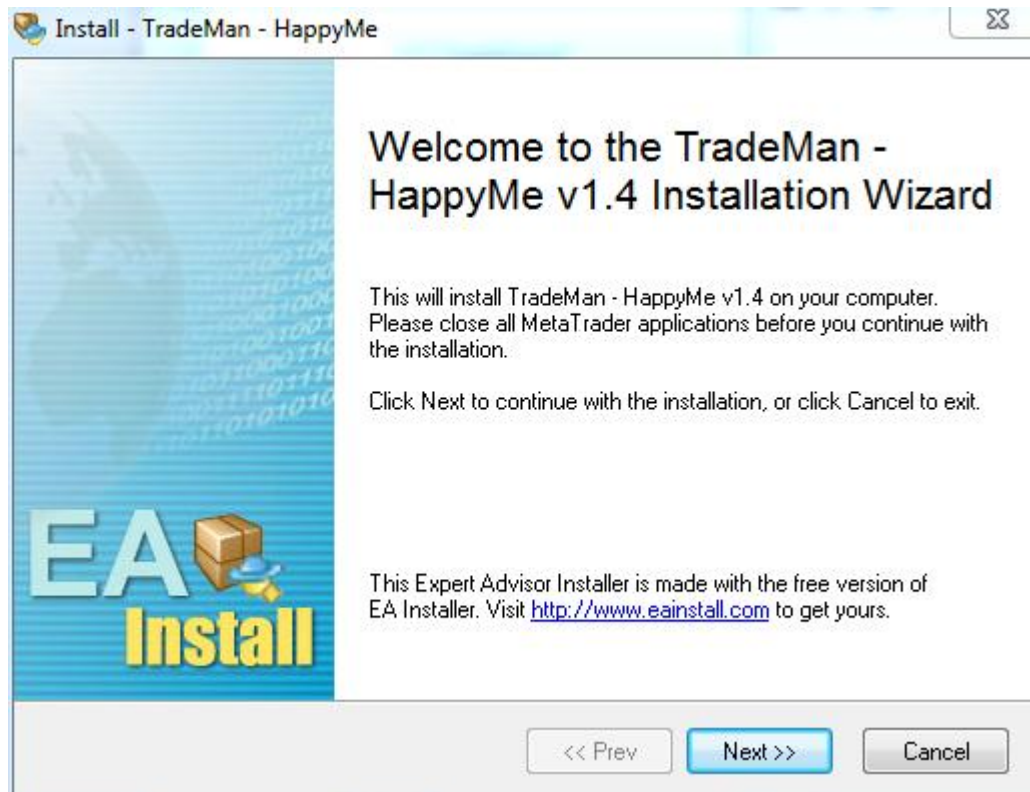 Install - TradeMan - HappyMe
Welcome to the TradeMan -
HappyMe v1.4 Installation Wizard
This will install TradeMan - HappyMe v1.4 on your computer.
Please close all MetaTrader applications before you continue with
the installation.
Click Next to continue with the installation, or click Cancel to exit.
EA
Install
This Expert Advisor Installer is made with the free version of
EA Installer. Visit http://www.eainstall.com to get yours.
<< Prev
Next >>
Cancel